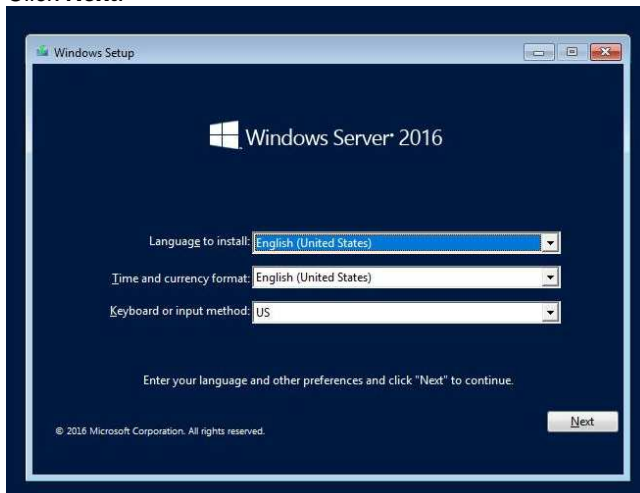 Windows Setup
Windows Server 2016
Language to install: English (United States)
Time and currency format: English (United States)
Keyboard or input method: US
Enter your language and other preferences and click "Next" to continue.
Next
© 2016 Microsoft Corporation. All rights reserved.